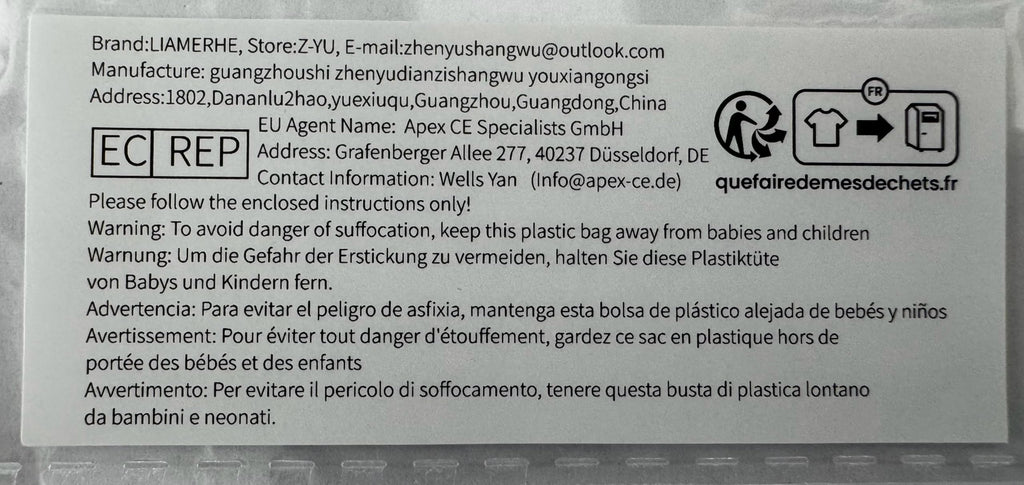 Brand:LIAMERHE, Store:Z-YU, E-mail:zhenyushangwu@outlook.com
Manufacture: guangzhoushi zhenyudianzishangwu youxiangongsi
Address:1802,Dananlu2hao,yuexiuqu,Guangzhou,Guangdong,China
EC REP
EU Agent Name: Apex CE Specialists GmbH
Address: Grafenberger Allee 277, 40237 Düsseldorf, DE
Contact Information: Wells Yan (Info@apex-ce.de)
FR
quefairedemesdechets.fr
Please follow the enclosed instructions only!
Warning: To avoid danger of suffocation, keep this plastic bag away from babies and children
Warnung: Um die Gefahr der Erstickung zu vermeiden, halten Sie diese Plastiktüte
von Babys und Kindern fern.
Advertencia: Para evitar el peligro de asfixia, mantenga esta bolsa de plástico alejada de bebés y niños
Avertissement: Pour éviter tout danger d'étouffement, gardez ce sac en plastique hors de
portée des bébés et des enfants
Avvertimento: Per evitare il pericolo di soffocamento, tenere questa busta di plastica lontano
da bambini e neonati.